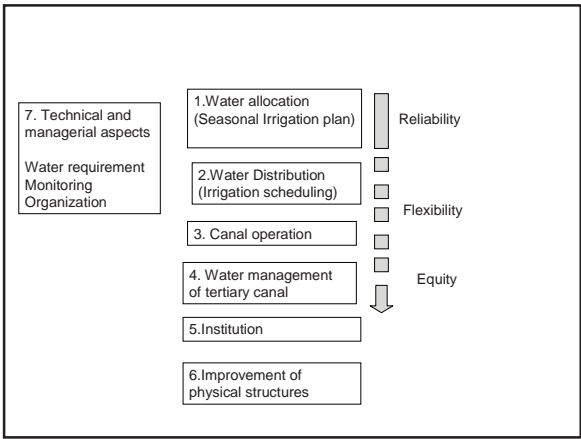 7. Technical and
managerial aspects
Water requirement
Monitoring
Organization
1.Water allocation
(Seasonal Irrigation plan)
2.Water Distribution
(Irrigation scheduling)
3. Canal operation
4. Water management
of tertiary canal
5.Institution
6.Improvement of
physical structures
Reliability
Flexibility
Equity